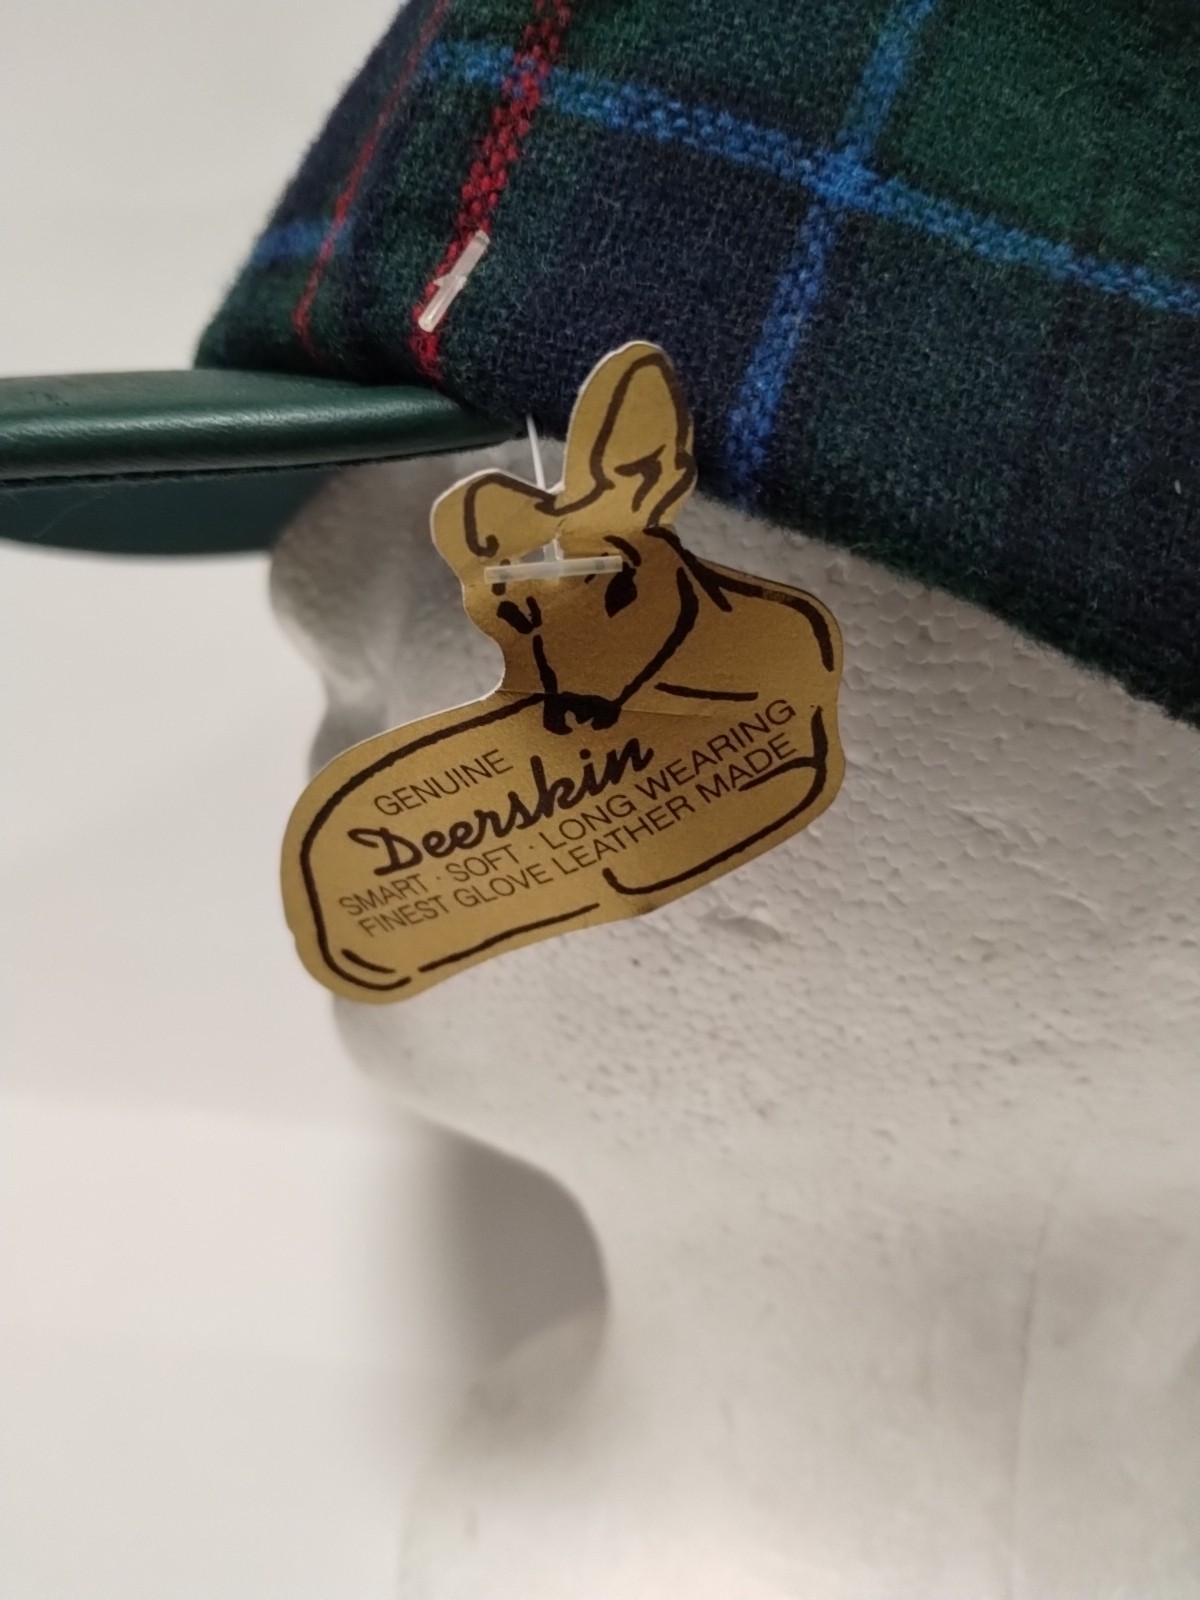 GENUINE
Deerskin
SMART · SOFT · LONG WEARING
FINEST GLOVE LEATHER MADE